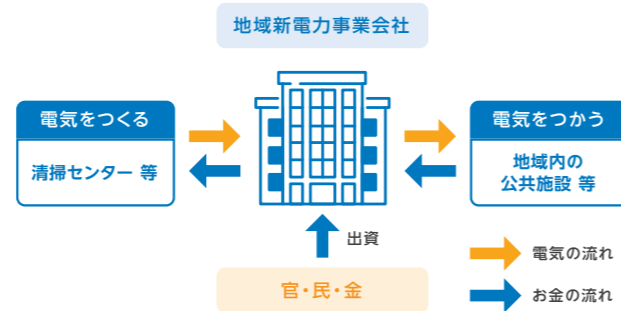 地域新電力事業会社
電気をつくる
清掃センター 等
電気をつかう
地域内の
公共施設 等
出資
官・民・金
電気の流れ
お金の流れ